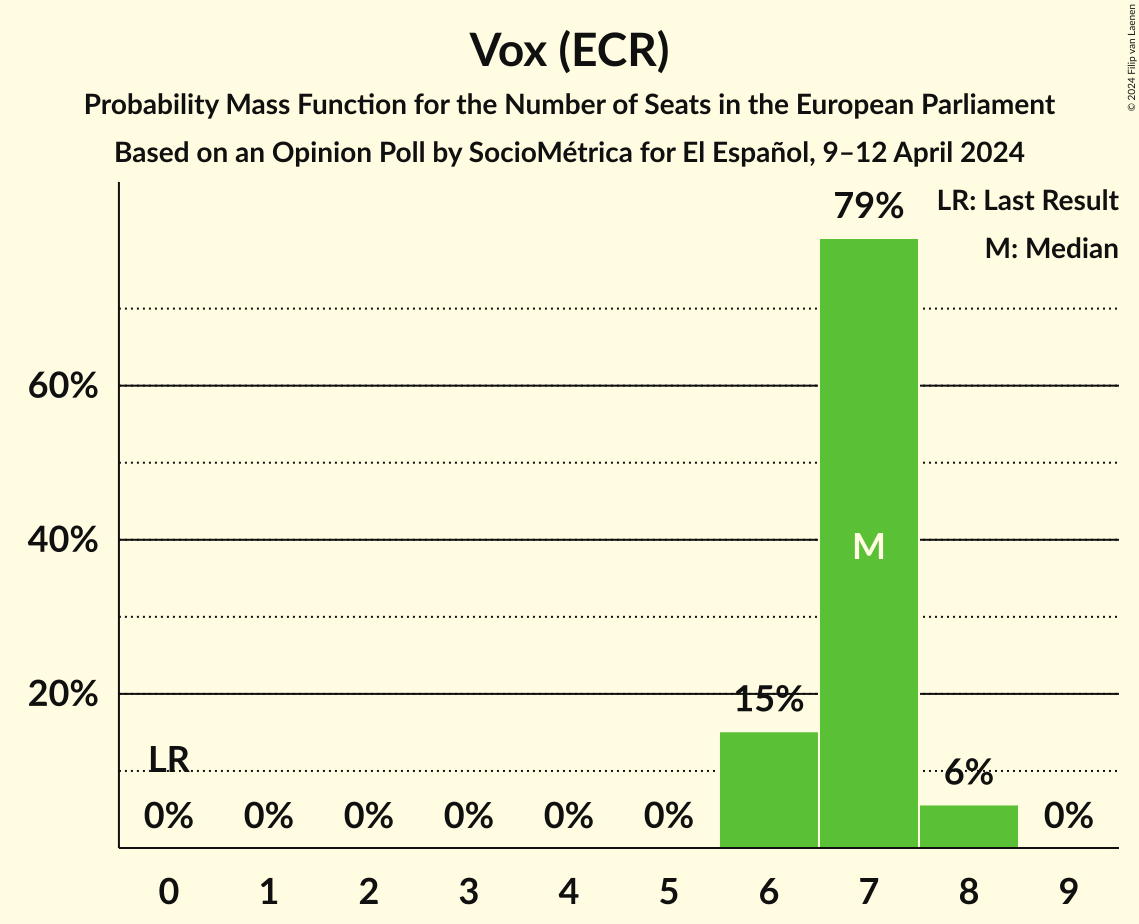 Vox (ECR)
Probability Mass Function for the Number of Seats in the European Parliament
Based on an Opinion Poll by SocioMétrica for El Español, 9–12 April 2024
© 2024 Filip van Laenen
LR: Last Result
M: Median
79%
60%
40%
M
20%
15%
LR
6%
0% 0% 0% 0% 0% 0% 0%
0 1 2 3 4 5 6 7 8 9